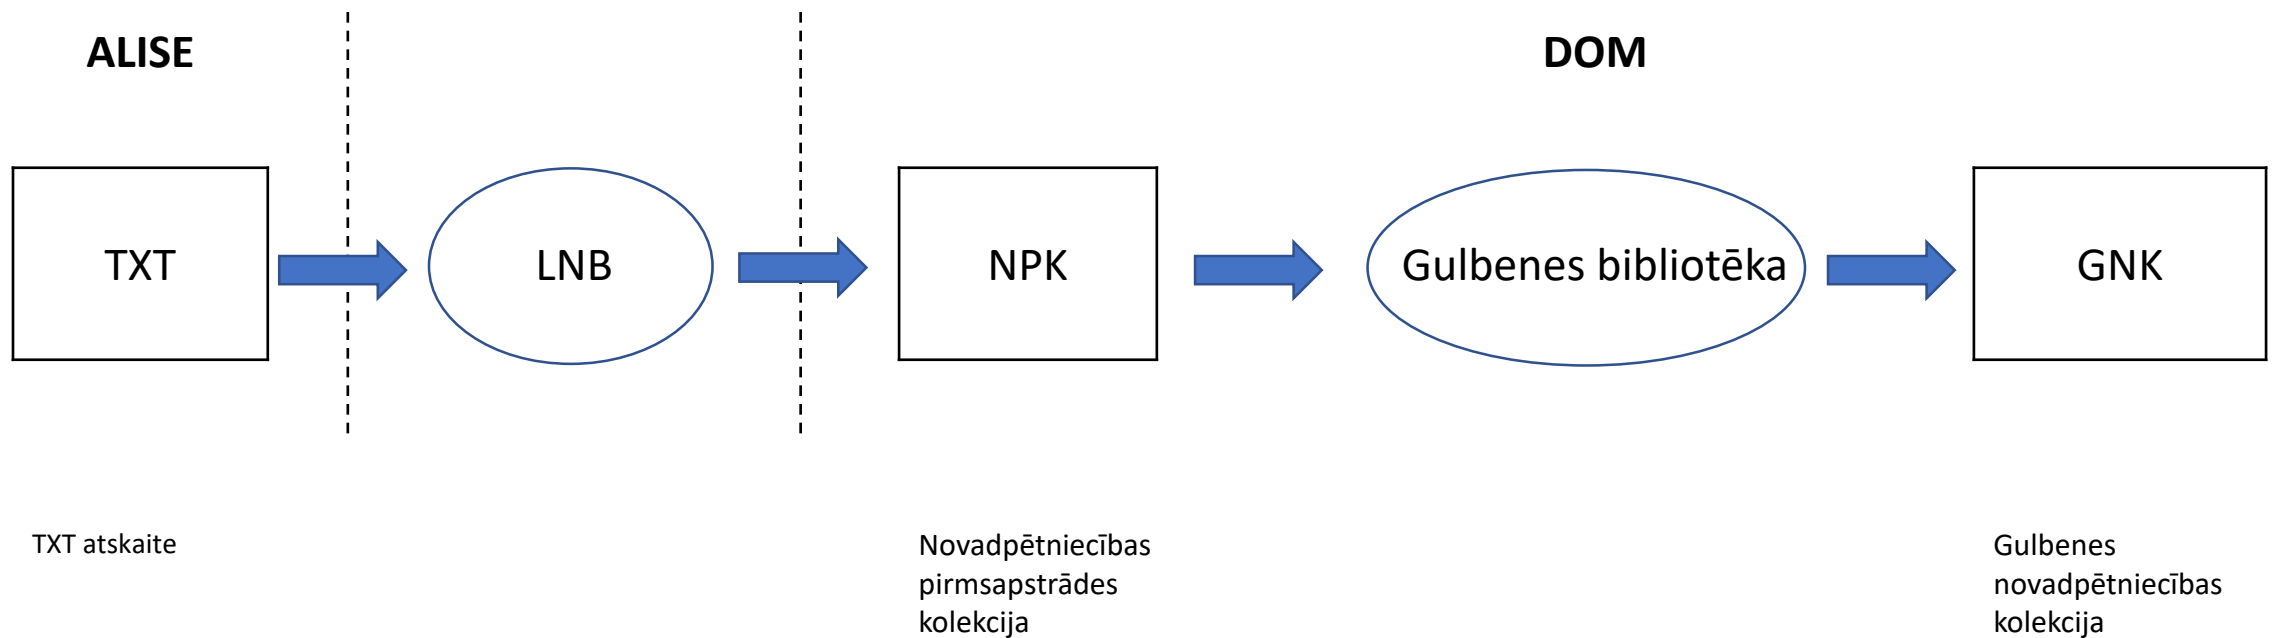 ALISE
DOM
TXT
LNB
NPK
Gulbenes bibliotēka
GNK
TXT atskaite
Novadpētniecības
pirmsapstrādes
kolekcija
Gulbenes
novadpētniecības
kolekcija